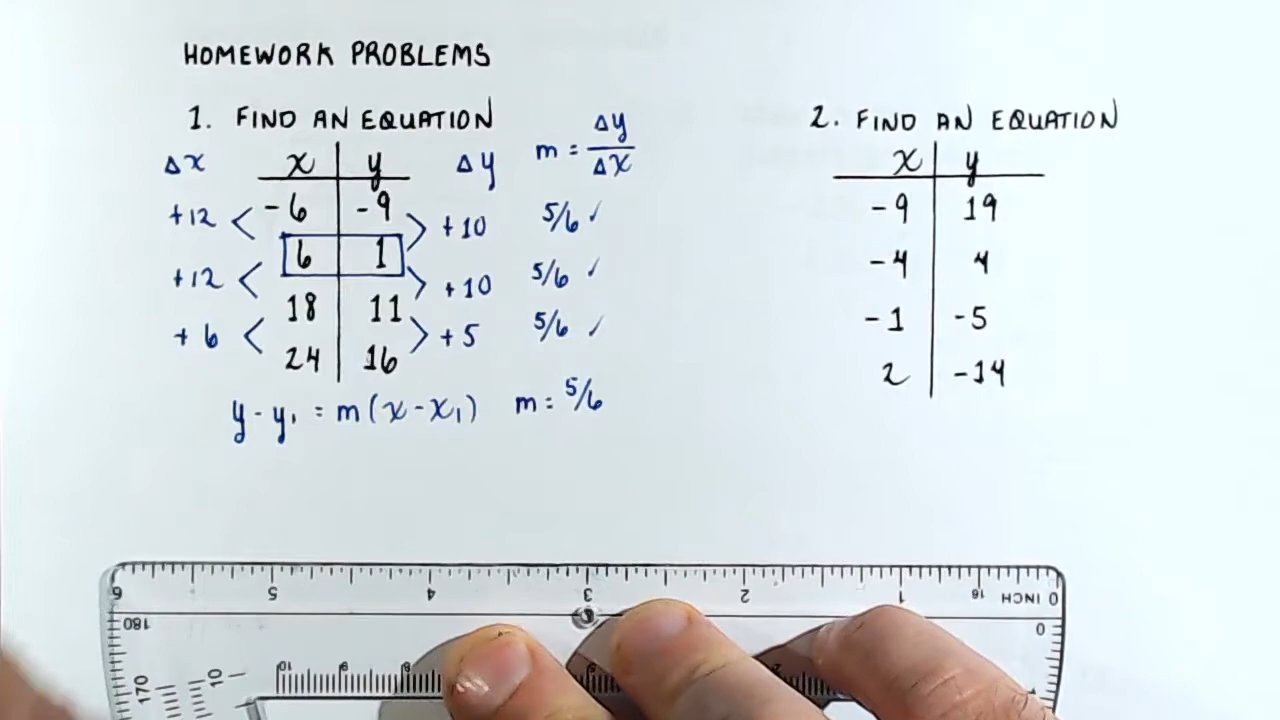 HOMEWORK PROBLEMS
1. FIND AN EQUATION
Δx x y Δy m = Δy/Δx
+12 -6 -9 +10 5/6 ✓
+12 6 1 +10 5/6 ✓
+6 18 11 +5 5/6 ✓
24 16
y - y₁ = m(x - x₁) m = 5/6
2. FIND AN EQUATION
x y
-9 19
-4 4
-1 -5
2 -14
6 5 4 3 2 1 16 INCH 0
180 0
170 10
10 9 8